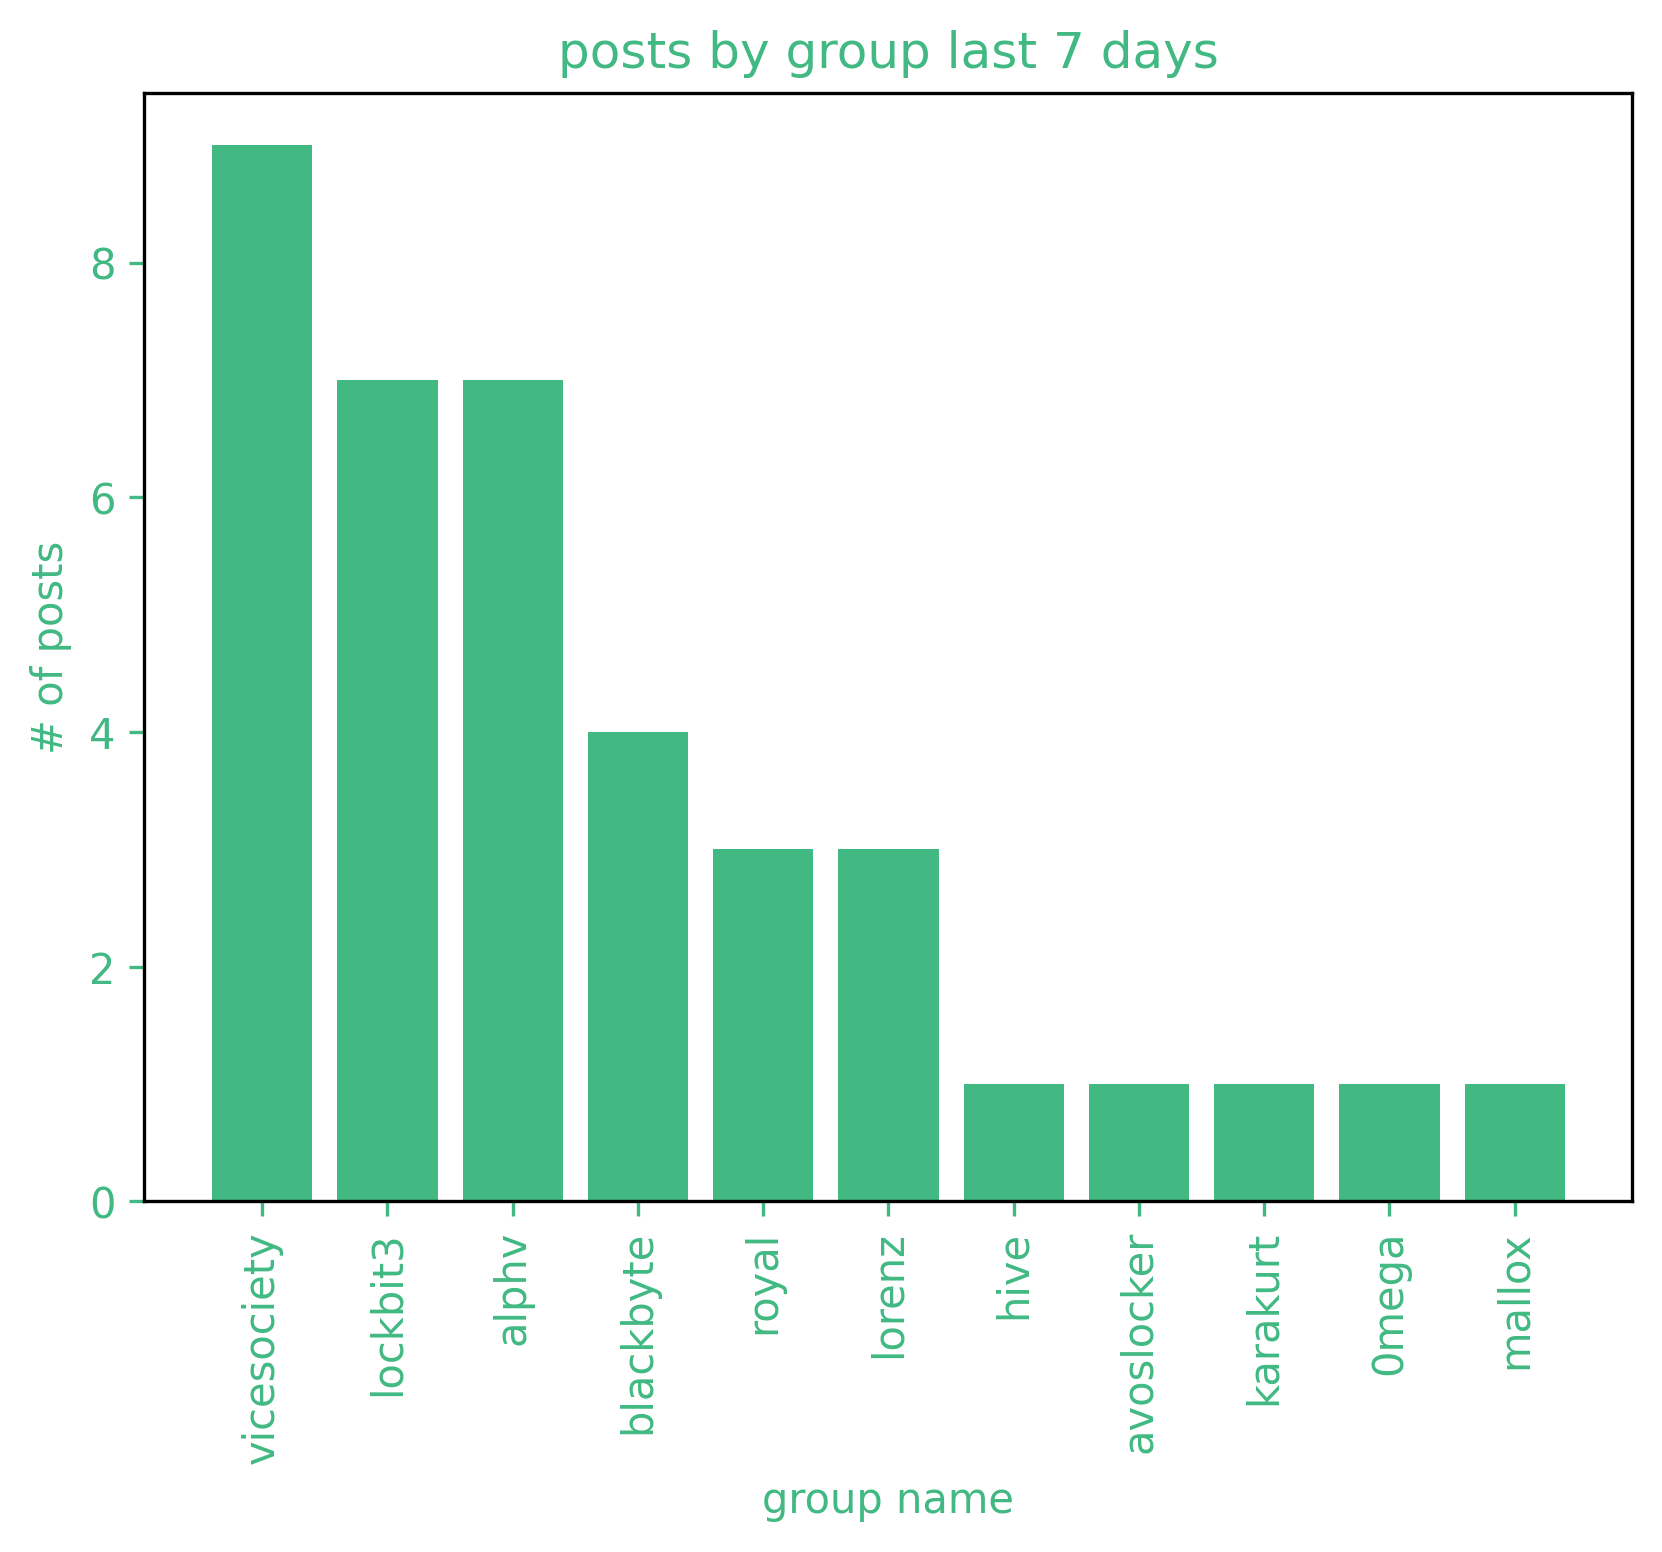 posts by group last 7 days
# of posts
8
6
4
2
0
vicesociety
lockbit3
alphv
blackbyte
royal
lorenz
hive
avoslocker
karakurt
0mega
mallox
group name